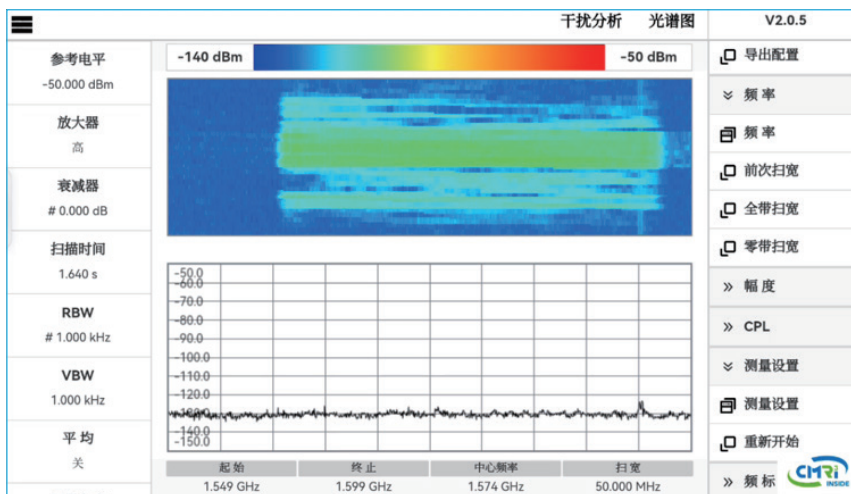 干扰分析 光谱图 V2.0.5
参考电平
-50.000 dBm
放大器
高
衰减器
# 0.000 dB
扫描时间
1.640 s
RBW
# 1.000 kHz
VBW
1.000 kHz
平均
关
-140 dBm -50 dBm
-50.0
-60.0
-70.0
-80.0
-90.0
-100.0
-110.0
-120.0
-130.0
-140.0
-150.0
起始 终止 中心频率 扫宽
1.549 GHz 1.599 GHz 1.574 GHz 50.000 MHz
导出配置
频率
频率
前次扫宽
全带扫宽
零带扫宽
幅度
CPL
测量设置
测量设置
重新开始
频标
CMRI
INSIDE